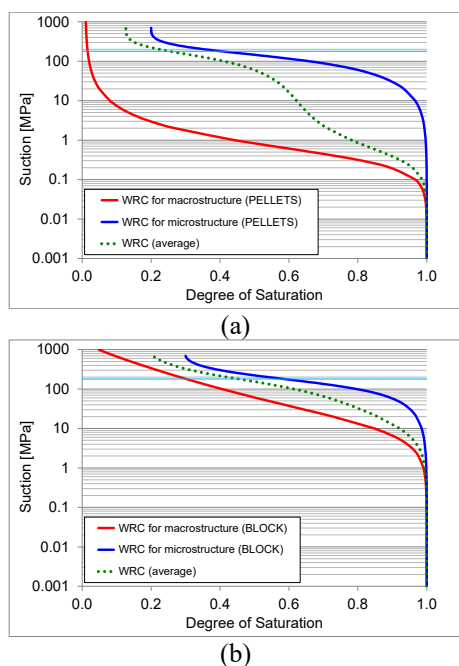 1000
100
10
1
0.1
0.01
0.001
Suction [MPa]
WRC for macrostructure (PELLETS)
WRC for microstructure (PELLETS)
WRC (average)
0.0 0.2 0.4 0.6 0.8 1.0
Degree of Saturation
(a)
1000
100
10
1
0.1
0.01
0.001
Suction [MPa]
WRC for macrostructure (BLOCK)
WRC for microstructure (BLOCK)
WRC (average)
0.0 0.2 0.4 0.6 0.8 1.0
Degree of Saturation
(b)